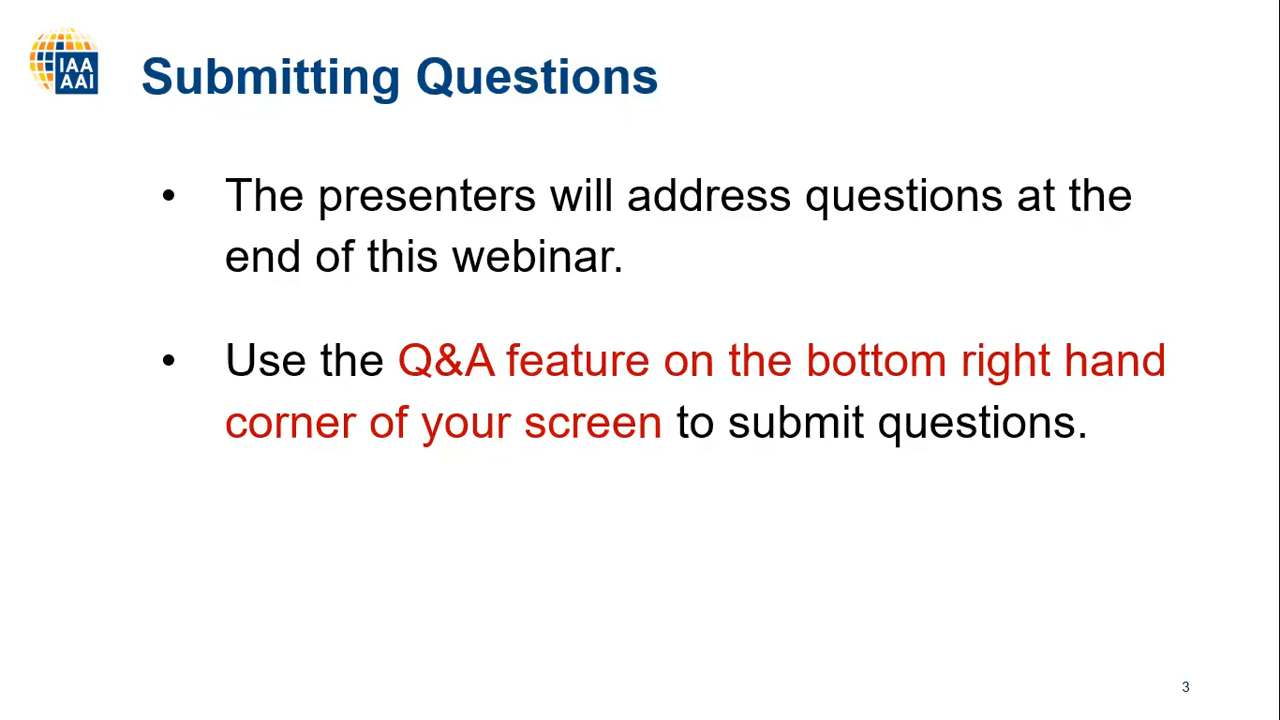 IAA
AAI
Submitting Questions
• The presenters will address questions at the
end of this webinar.
• Use the Q&A feature on the bottom right hand
corner of your screen to submit questions.
3